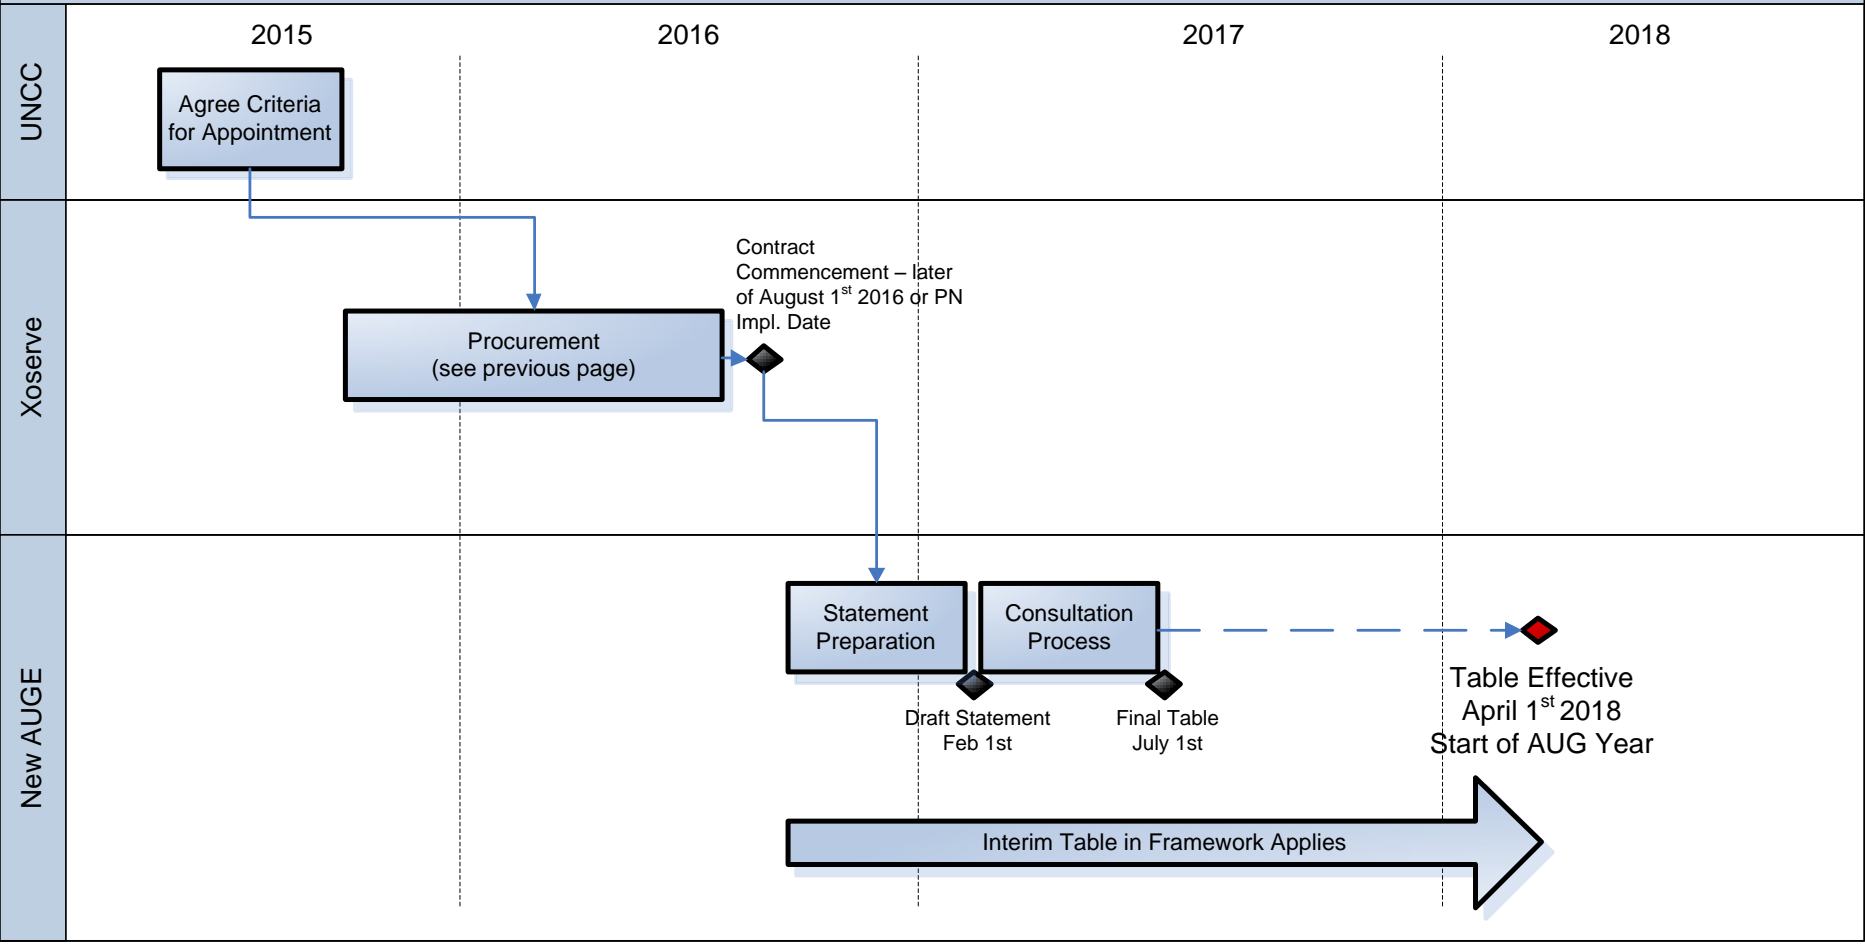 2015
2016
2017
2018
UNCC
Agree Criteria
for Appointment
Xoserve
Contract
Commencement – later
of August 1st 2016 or PN
Impl. Date
Procurement
(see previous page)
New AUGE
Statement
Preparation
Consultation
Process
Draft Statement
Feb 1st
Final Table
July 1st
Table Effective
April 1st 2018
Start of AUG Year
Interim Table in Framework Applies